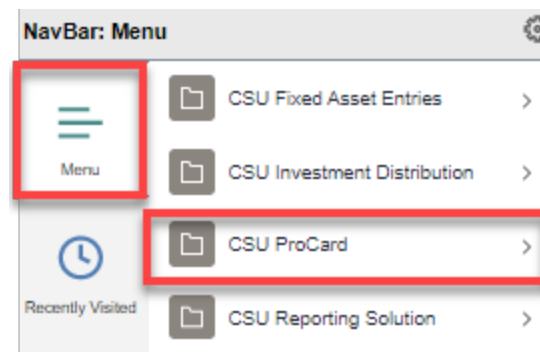 NavBar: Menu
Menu
CSU Fixed Asset Entries
CSU Investment Distribution
CSU ProCard
Recently Visited
CSU Reporting Solution